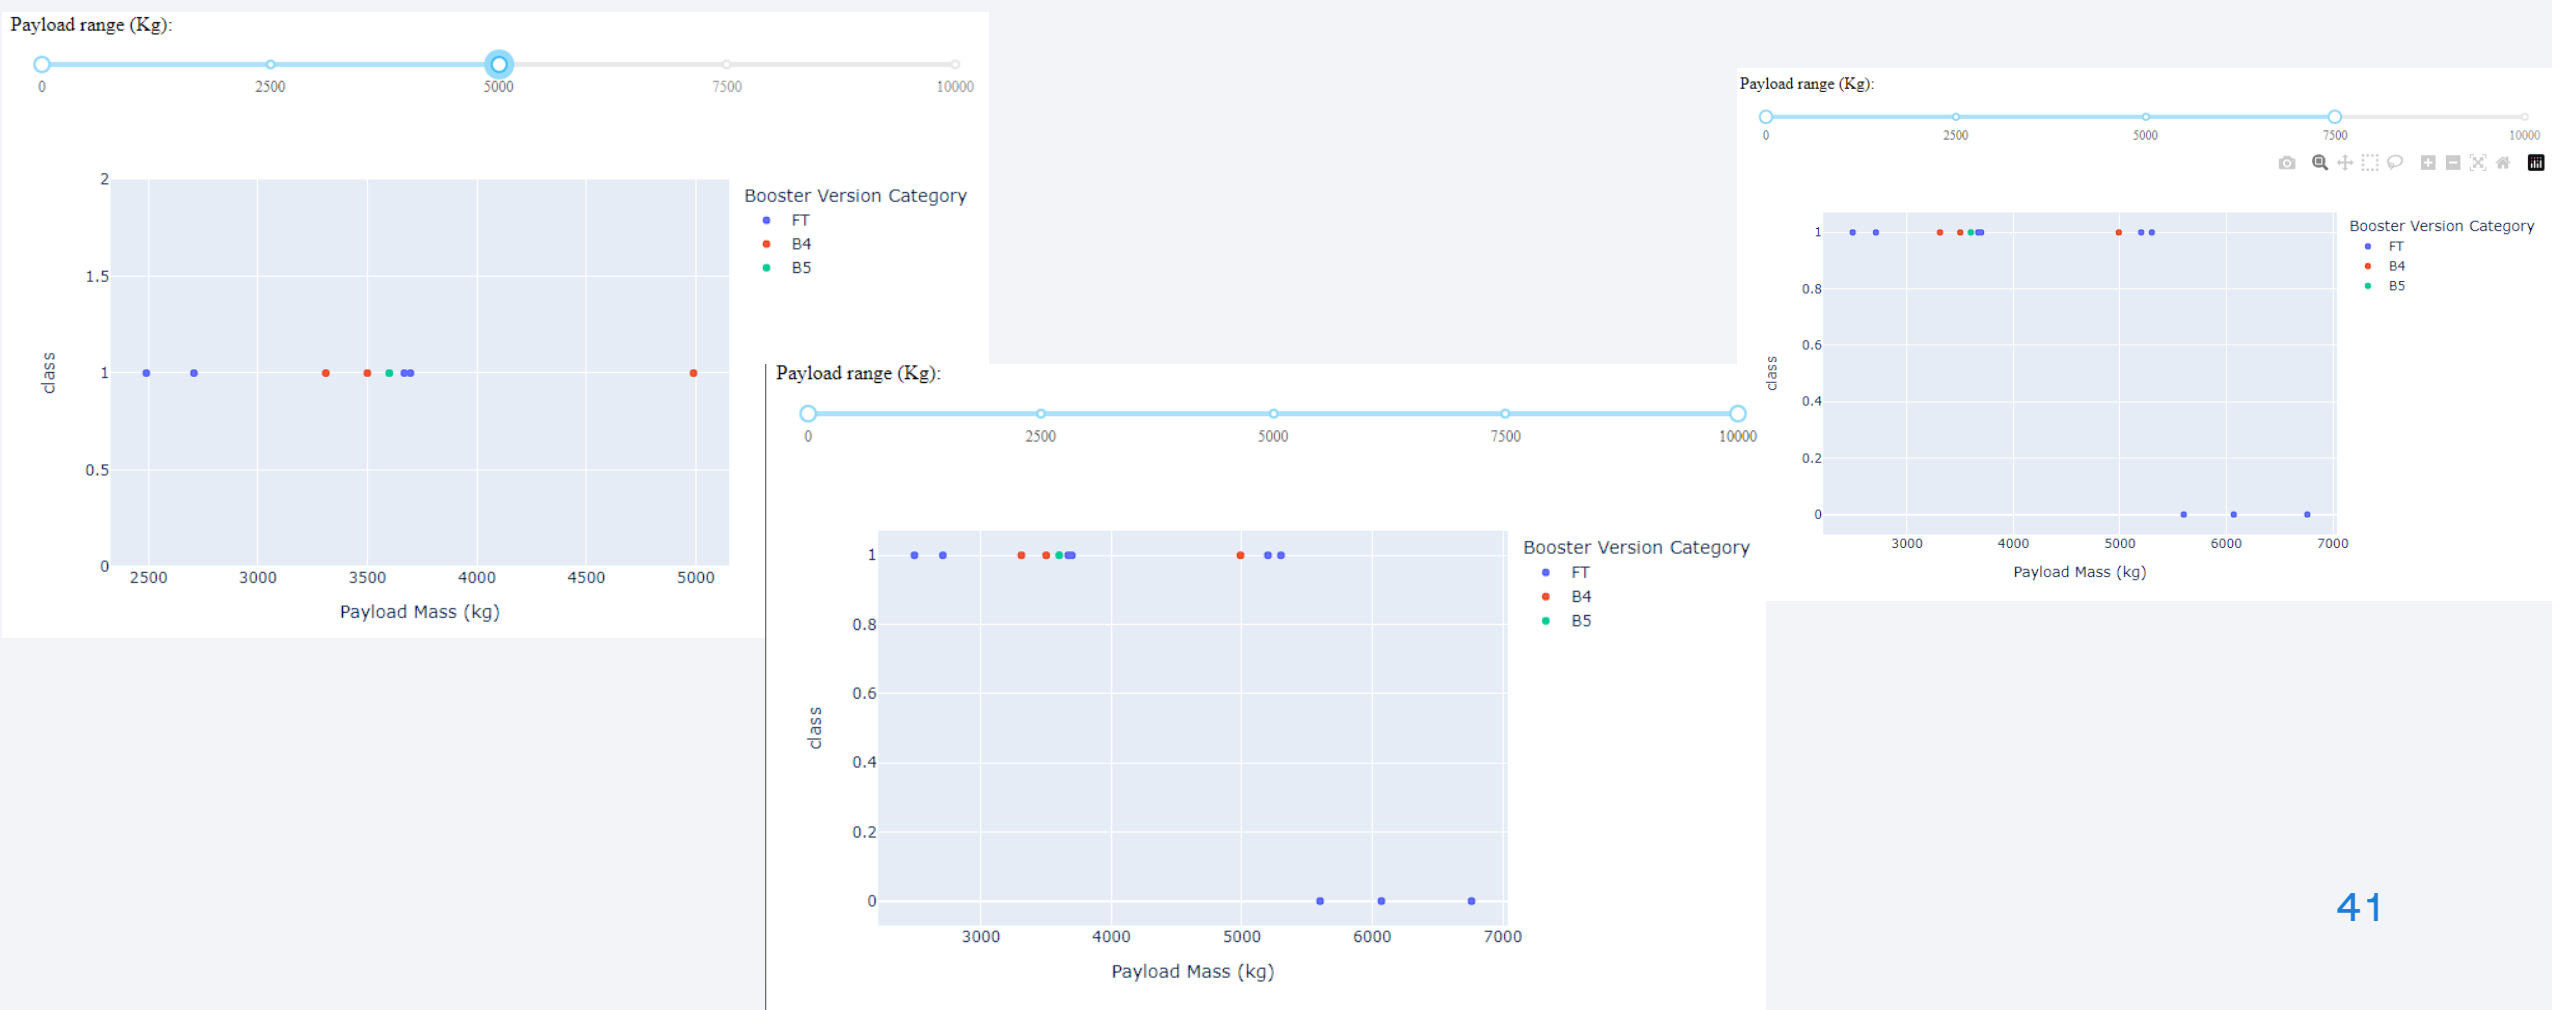 Payload range (Kg):
0 2500 5000 7500 10000
2
1.5
1
0.5
0
class
2500 3000 3500 4000 4500 5000
Payload Mass (kg)
Booster Version Category
FT
B4
B5
Payload range (Kg):
0 2500 5000 7500 10000
1
0.8
0.6
0.4
0.2
0
class
3000 4000 5000 6000 7000
Payload Mass (kg)
Booster Version Category
FT
B4
B5
Payload range (Kg):
0 2500 5000 7500 10000
1
0.8
0.6
0.4
0.2
0
class
3000 4000 5000 6000 7000
Payload Mass (kg)
Booster Version Category
FT
B4
B5
41